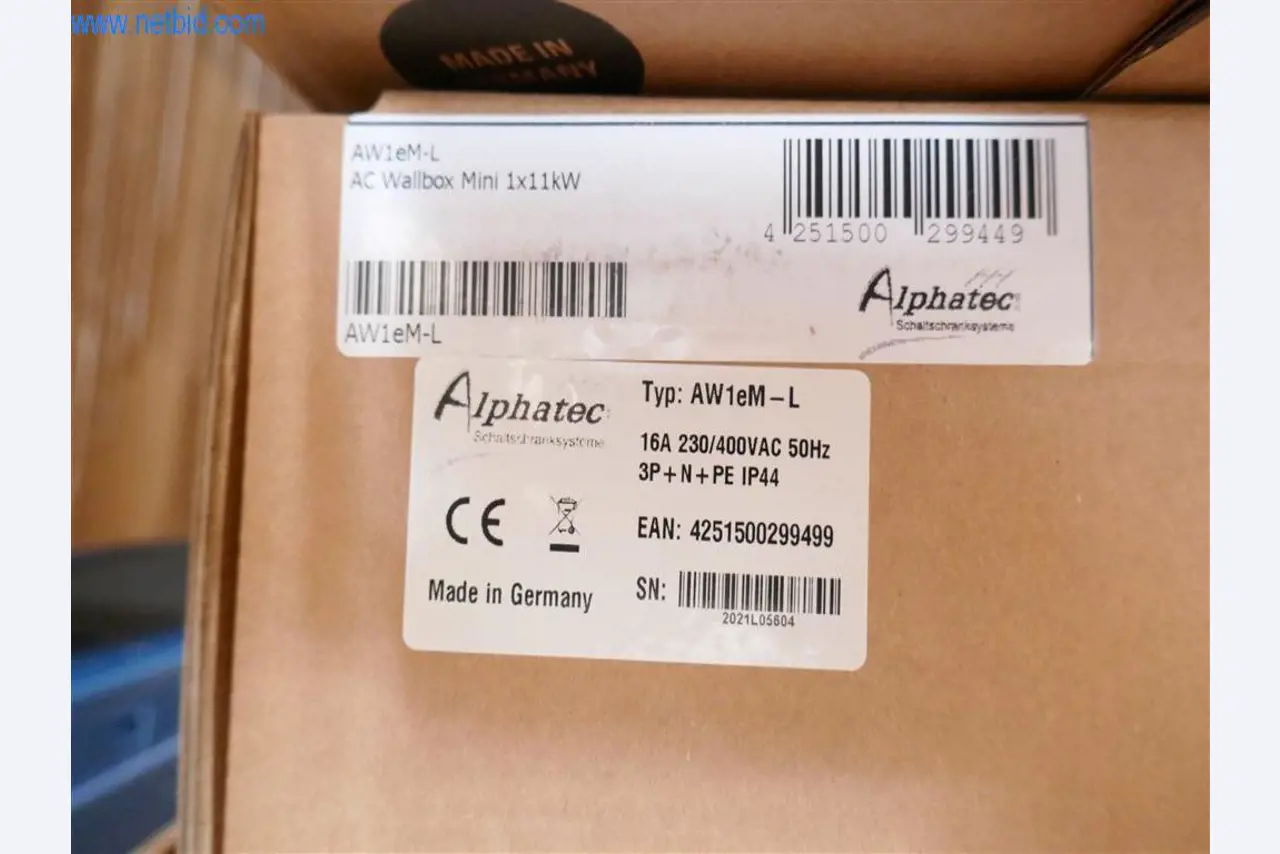 www.netbid.com
MADE IN
AW1eM-L
AC Wallbox Mini 1x11kW
4 251500 299449
AW1eM-L
Alphatec
Schaltschranksysteme
Alphatec
Schaltschranksysteme
Typ: AW1eM-L
16A 230/400VAC 50Hz
3P+N+PE IP44
CE
EAN: 4251500299499
Made in Germany
SN:
2021L05604